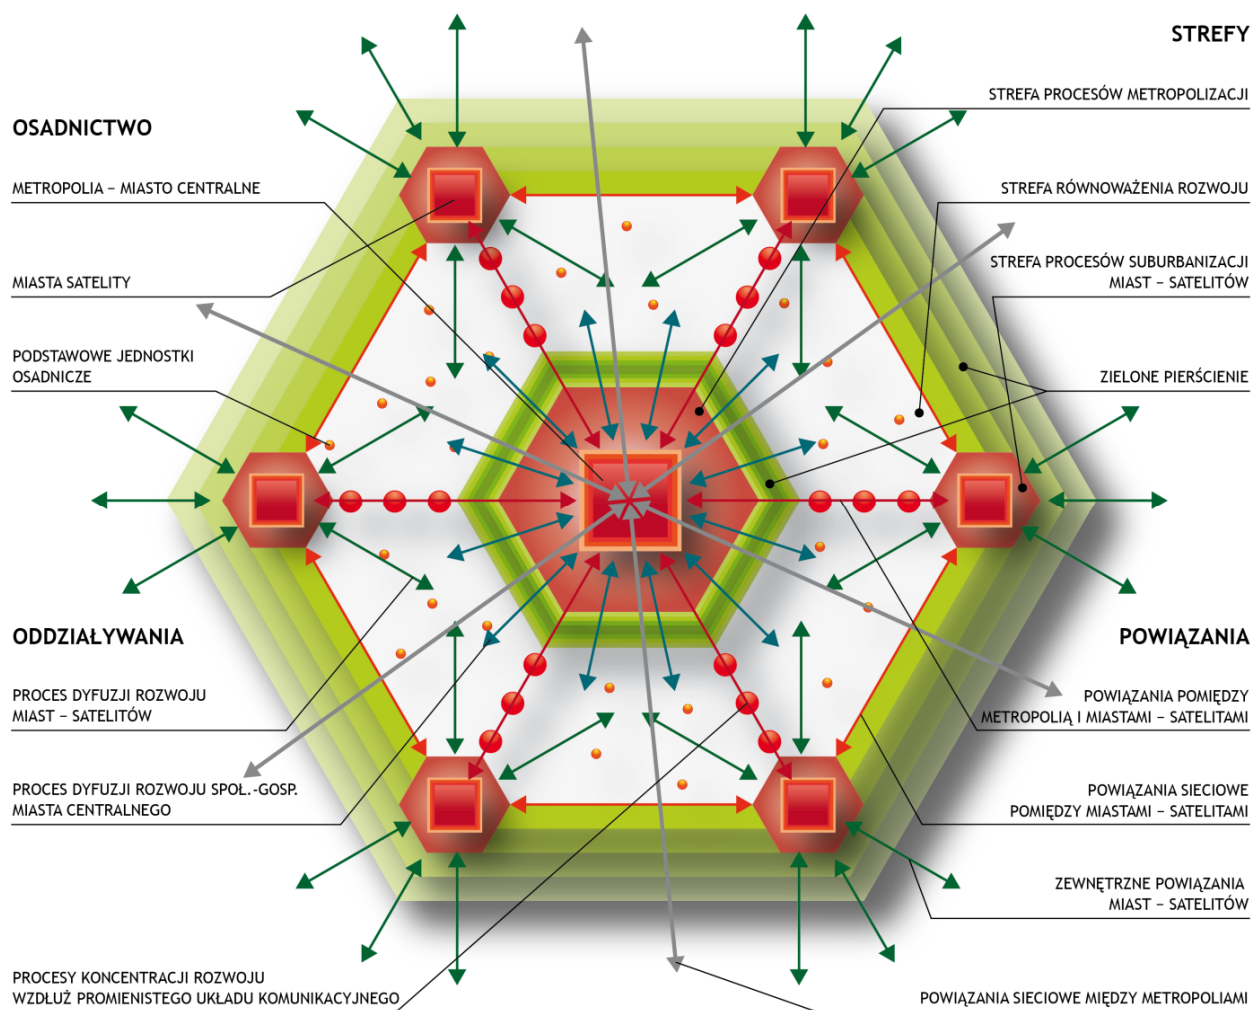 OSADNICTWO
METROPOLIA – MIASTO CENTRALNE
MIASTA SATELITY
PODSTAWOWE JEDNOSTKI
OSADNICZE
ODDZIAŁYWANIA
PROCES DYFUZJI ROZWOJU
MIAST – SATELITÓW
PROCES DYFUZJI ROZWOJU SPOŁ.-GOSP.
MIASTA CENTRALNEGO
PROCESY KONCENTRACJI ROZWOJU
WZDŁUŻ PROMIENISTEGO UKŁADU KOMUNIKACYJNEGO
STREFY
STREFA PROCESÓW METROPOLIZACJI
STREFA RÓWNOWAŻENIA ROZWOJU
STREFA PROCESÓW SUBURBANIZACJI
MIAST – SATELITÓW
ZIELONE PIERŚCIENIE
POWIĄZANIA
POWIĄZANIA POMIĘDZY
METROPOLIĄ I MIASTAMI – SATELITAMI
POWIĄZANIA SIECIOWE
POMIĘDZY MIASTAMI – SATELITAMI
ZEWNĘTRZNE POWIĄZANIA
MIAST – SATELITÓW
POWIĄZANIA SIECIOWE MIĘDZY METROPOLIAMI